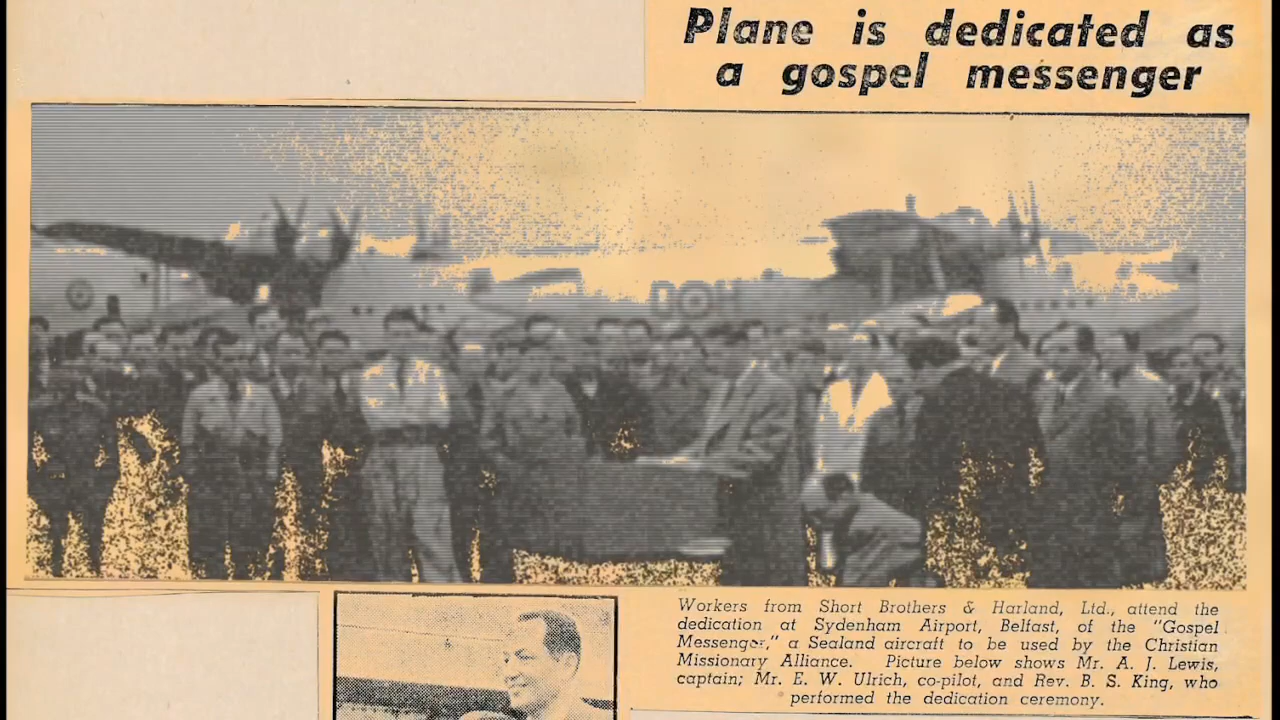 Plane is dedicated as
a gospel messenger
Workers from Short Brothers & Harland, Ltd., attend the
dedication at Sydenham Airport, Belfast, of the "Gospel
Messenger," a Sealand aircraft to be used by the Christian
Missionary Alliance. Picture below shows Mr. A. J. Lewis,
captain; Mr. E. W. Ulrich, co-pilot, and Rev. B. S. King, who
performed the dedication ceremony.